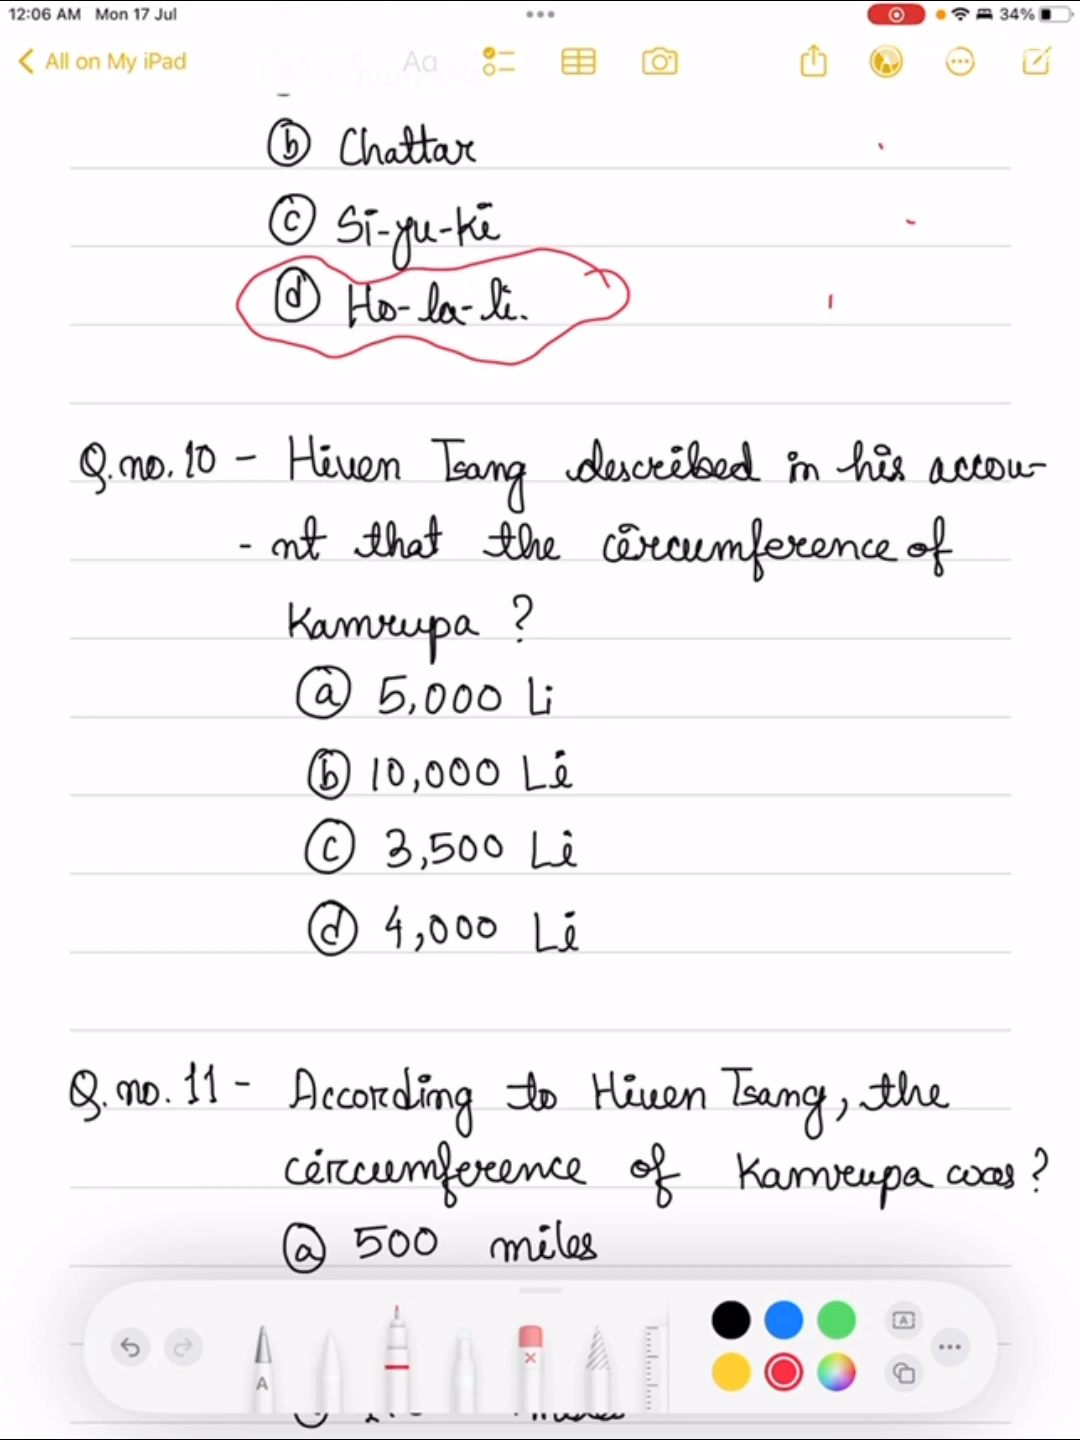 12:06 AM Mon 17 Jul
34%
All on My iPad
Aa
(b) Chattar
(c) Si-yu-ki
(d) Ho-la-li.
Q.no.10 - Hiuen Tsang described in his accou-
- nt that the circumference of
Kamrupa ?
(a) 5,000 Li
(b) 10,000 Li
(c) 3,500 Li
(d) 4,000 Li
Q.no.11 - According to Hiuen Tsang, the
circumference of Kamrupa was?
(a) 500 miles
A
A